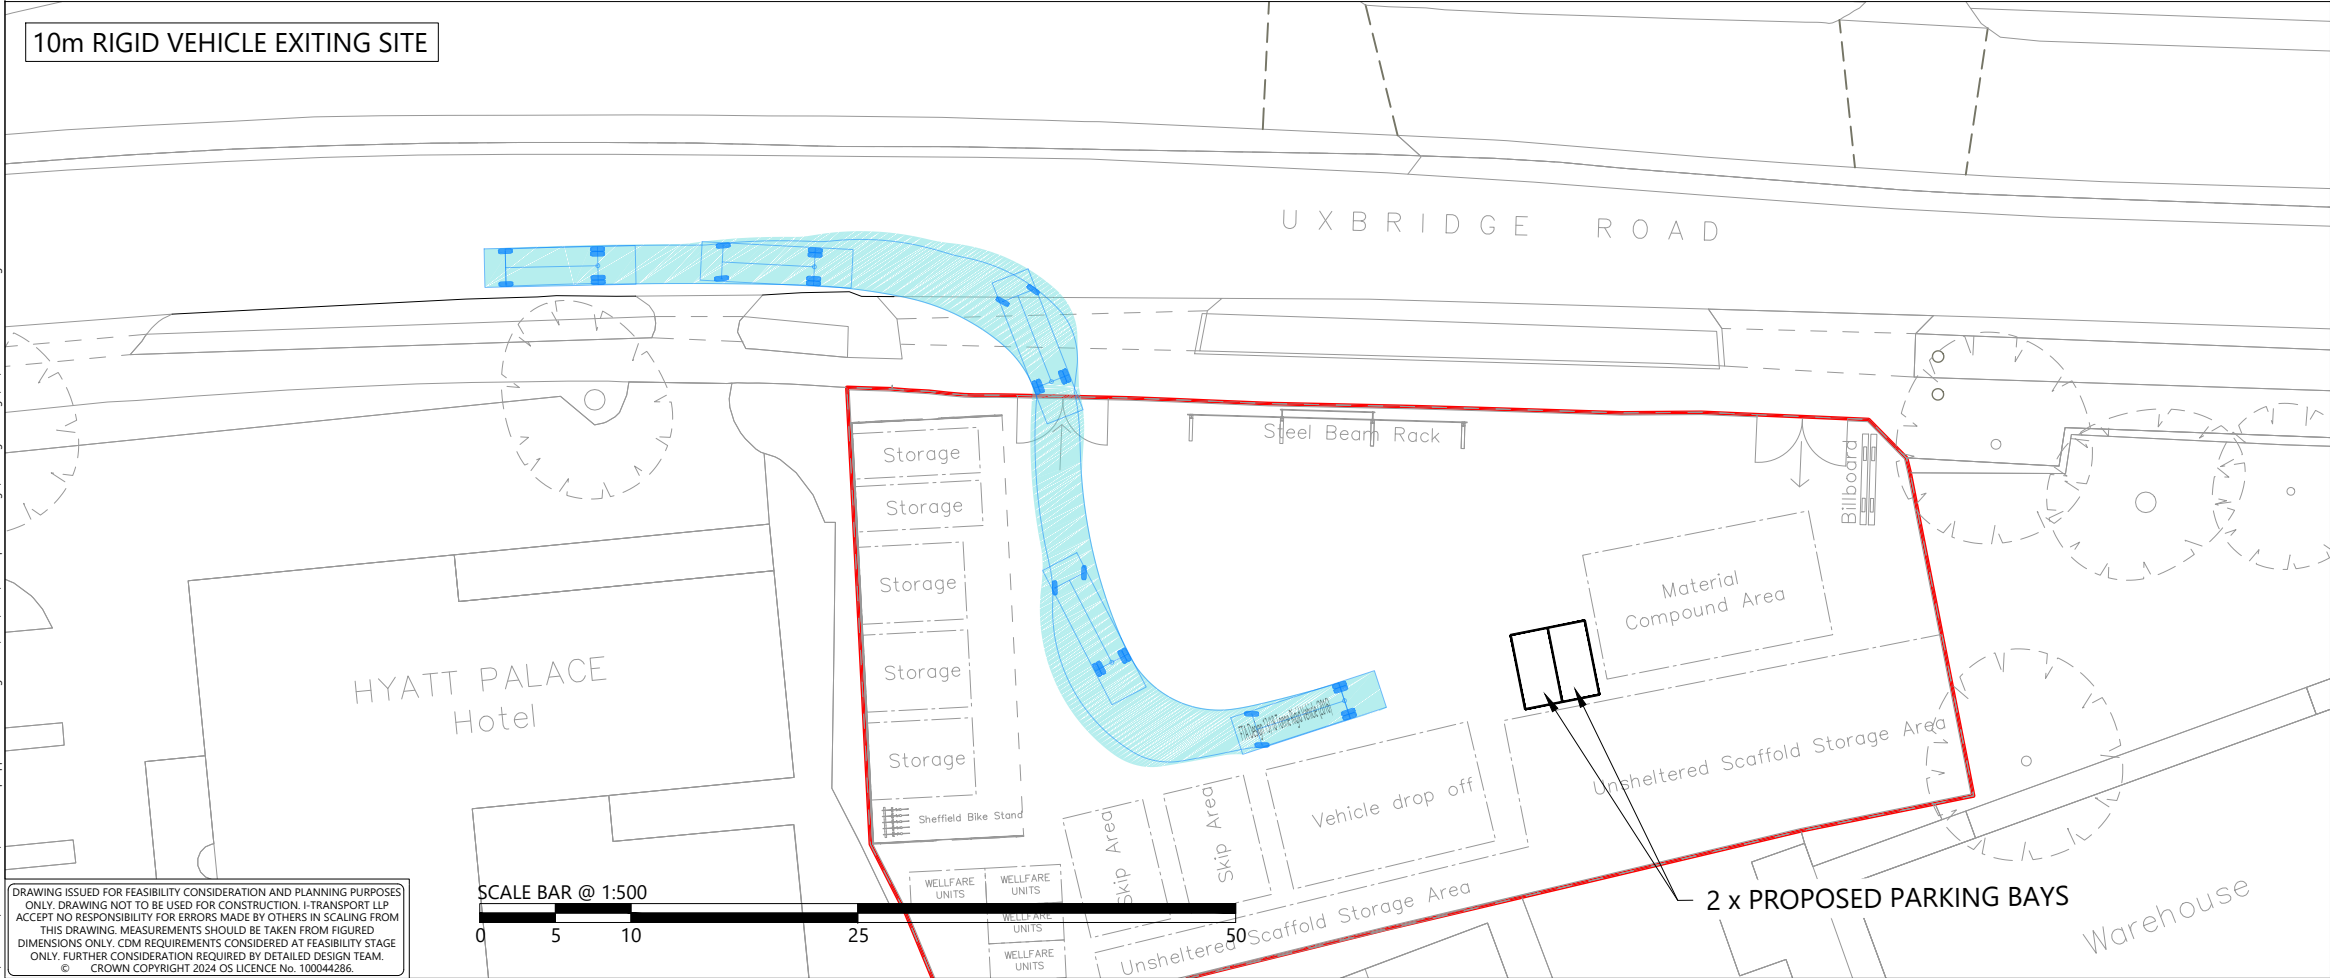 10m RIGID VEHICLE EXITING SITE
UXBRIDGE ROAD
Steel Beam Rack
Billboard
Storage
Storage
Storage
Storage
Storage
Material
Compound Area
HYATT PALACE
Hotel
Unsheltered Scaffold Storage Area
Vehicle drop off
Skip Area
Skip Area
Sheffield Bike Stand
WELLFARE
UNITS
WELLFARE
UNITS
WELLFARE
UNITS
WELLFARE
UNITS
Unsheltered Scaffold Storage Area
2 x PROPOSED PARKING BAYS
Warehouse
SCALE BAR @ 1:500
0 5 10 25 50
DRAWING ISSUED FOR FEASIBILITY CONSIDERATION AND PLANNING PURPOSES
ONLY. DRAWING NOT TO BE USED FOR CONSTRUCTION. I-TRANSPORT LLP
ACCEPT NO RESPONSIBILITY FOR ERRORS MADE BY OTHERS IN SCALING FROM
THIS DRAWING. MEASUREMENTS SHOULD BE TAKEN FROM FIGURED
DIMENSIONS ONLY. CDM REQUIREMENTS CONSIDERED AT FEASIBILITY STAGE
ONLY. FURTHER CONSIDERATION REQUIRED BY DETAILED DESIGN TEAM.
© CROWN COPYRIGHT 2024 OS LICENCE No. 100044286.